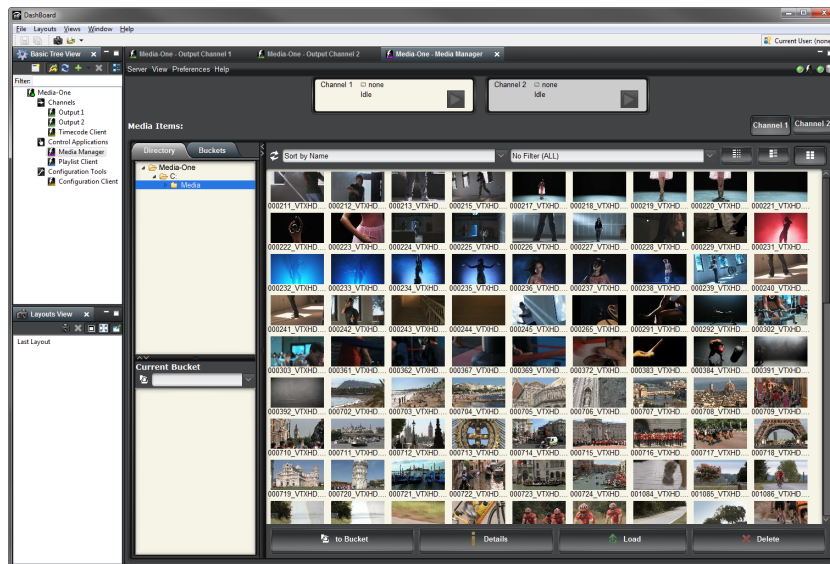 DashBoard
File Layouts Views Window Help
Current User: (none
Basic Tree View
Filter:
Media-One
Channels
Output 1
Output 2
Timecode Client
Control Applications
Media Manager
Playlist Client
Configuration Tools
Configuration Client
Layouts View
Last Layout
Media-One - Output Channel 1
Media-One - Output Channel 2
Media-One - Media Manager
Server View Preferences Help
Channel 1 none
Idle
Channel 2 none
Idle
Media Items:
Channel 1
Channel 2
Directory
Buckets
Media-One
C:
Media
Current Bucket
Sort by Name
No Filter (ALL)
000211_VTXHD... 000212_VTXHD... 000213_VTXHD... 000215_VTXHD... 000217_VTXHD... 000218_VTXHD... 000219_VTXHD... 000220_VTXHD... 000221_VTXHD...
000222_VTXHD... 000223_VTXHD... 000224_VTXHD... 000225_VTXHD... 000226_VTXHD... 000227_VTXHD... 000228_VTXHD... 000229_VTXHD... 000231_VTXHD...
000232_VTXHD... 000233_VTXHD... 000234_VTXHD... 000235_VTXHD... 000236_VTXHD... 000237_VTXHD... 000238_VTXHD... 000239_VTXHD... 000240_VTXHD...
000241_VTXHD... 000242_VTXHD... 000243_VTXHD... 000244_VTXHD... 000245_VTXHD... 000265_VTXHD... 000291_VTXHD... 000292_VTXHD... 000302_VTXHD...
000303_VTXHD... 000361_VTXHD... 000362_VTXHD... 000367_VTXHD... 000369_VTXHD... 000372_VTXHD... 000383_VTXHD... 000384_VTXHD... 000391_VTXHD...
000392_VTXHD... 000702_VTXHD... 000703_VTXHD... 000704_VTXHD... 000705_VTXHD... 000706_VTXHD... 000707_VTXHD... 000708_VTXHD... 000709_VTXHD...
000710_VTXHD... 000711_VTXHD... 000712_VTXHD... 000713_VTXHD... 000714_VTXHD... 000715_VTXHD... 000716_VTXHD... 000717_VTXHD... 000718_VTXHD...
000719_VTXHD... 000720_VTXHD... 000721_VTXHD... 000722_VTXHD... 000723_VTXHD... 000724_VTXHD... 001084_VTXHD... 001085_VTXHD... 001086_VTXHD...
to Bucket
Details
Load
Delete